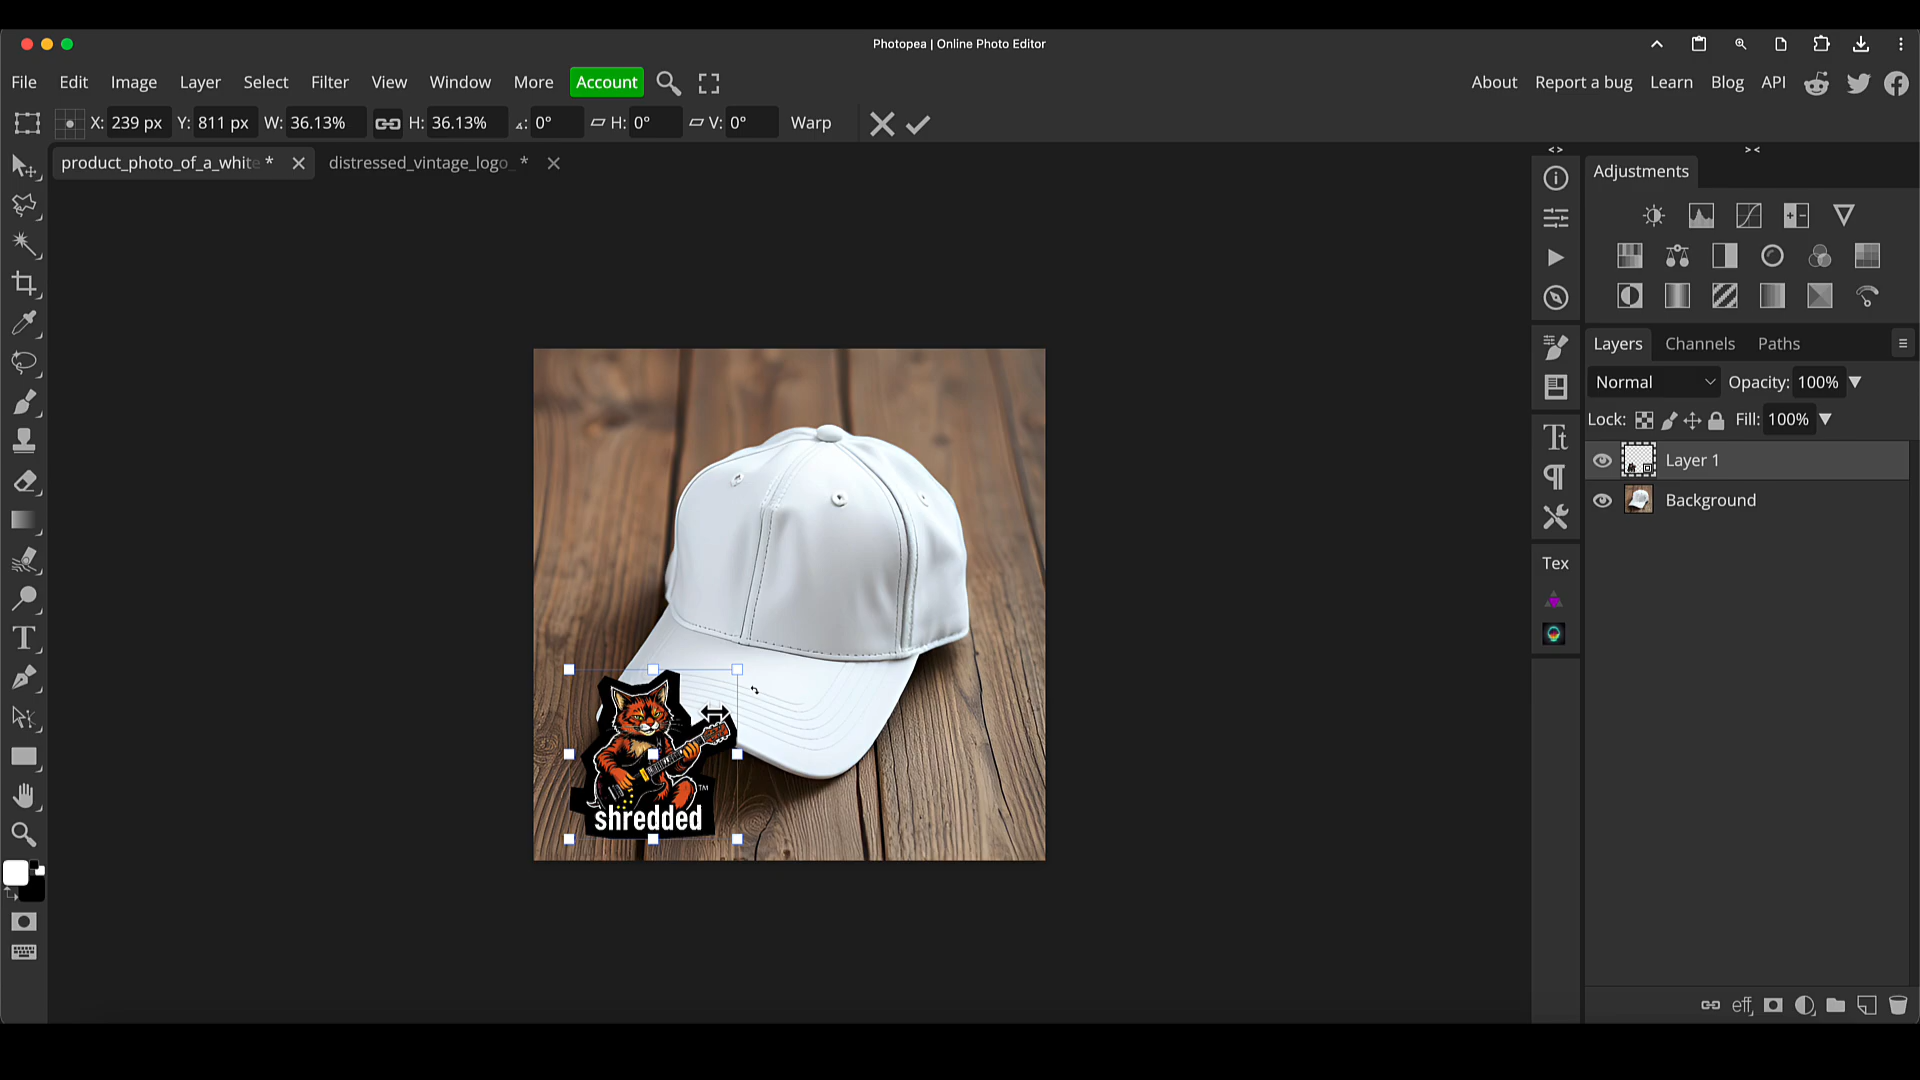 Photopea | Online Photo Editor
File Edit Image Layer Select Filter View Window More Account About Report a bug Learn Blog API
X: 239 px Y: 811 px W: 36.13% H: 36.13% 0° H: 0° V: 0° Warp
product_photo_of_a_white * distressed_vintage_logo_ *
Adjustments
Layers Channels Paths
Normal Opacity: 100%
Lock: Fill: 100%
Layer 1
Background
Tex
TM
shredded
eff